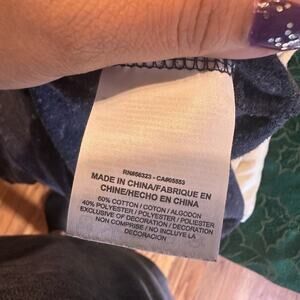 RN#56323 - CA#05553
MADE IN CHINA/FABRIQUE EN
CHINE/HECHO EN CHINA
60% COTTON / COTON / ALGODON
40% POLYESTER / POLYESTER / POLIESTER
EXCLUSIVE OF DECORATION / DECORATION
NON COMPRISE / NO INCLUYE LA
DECORACION